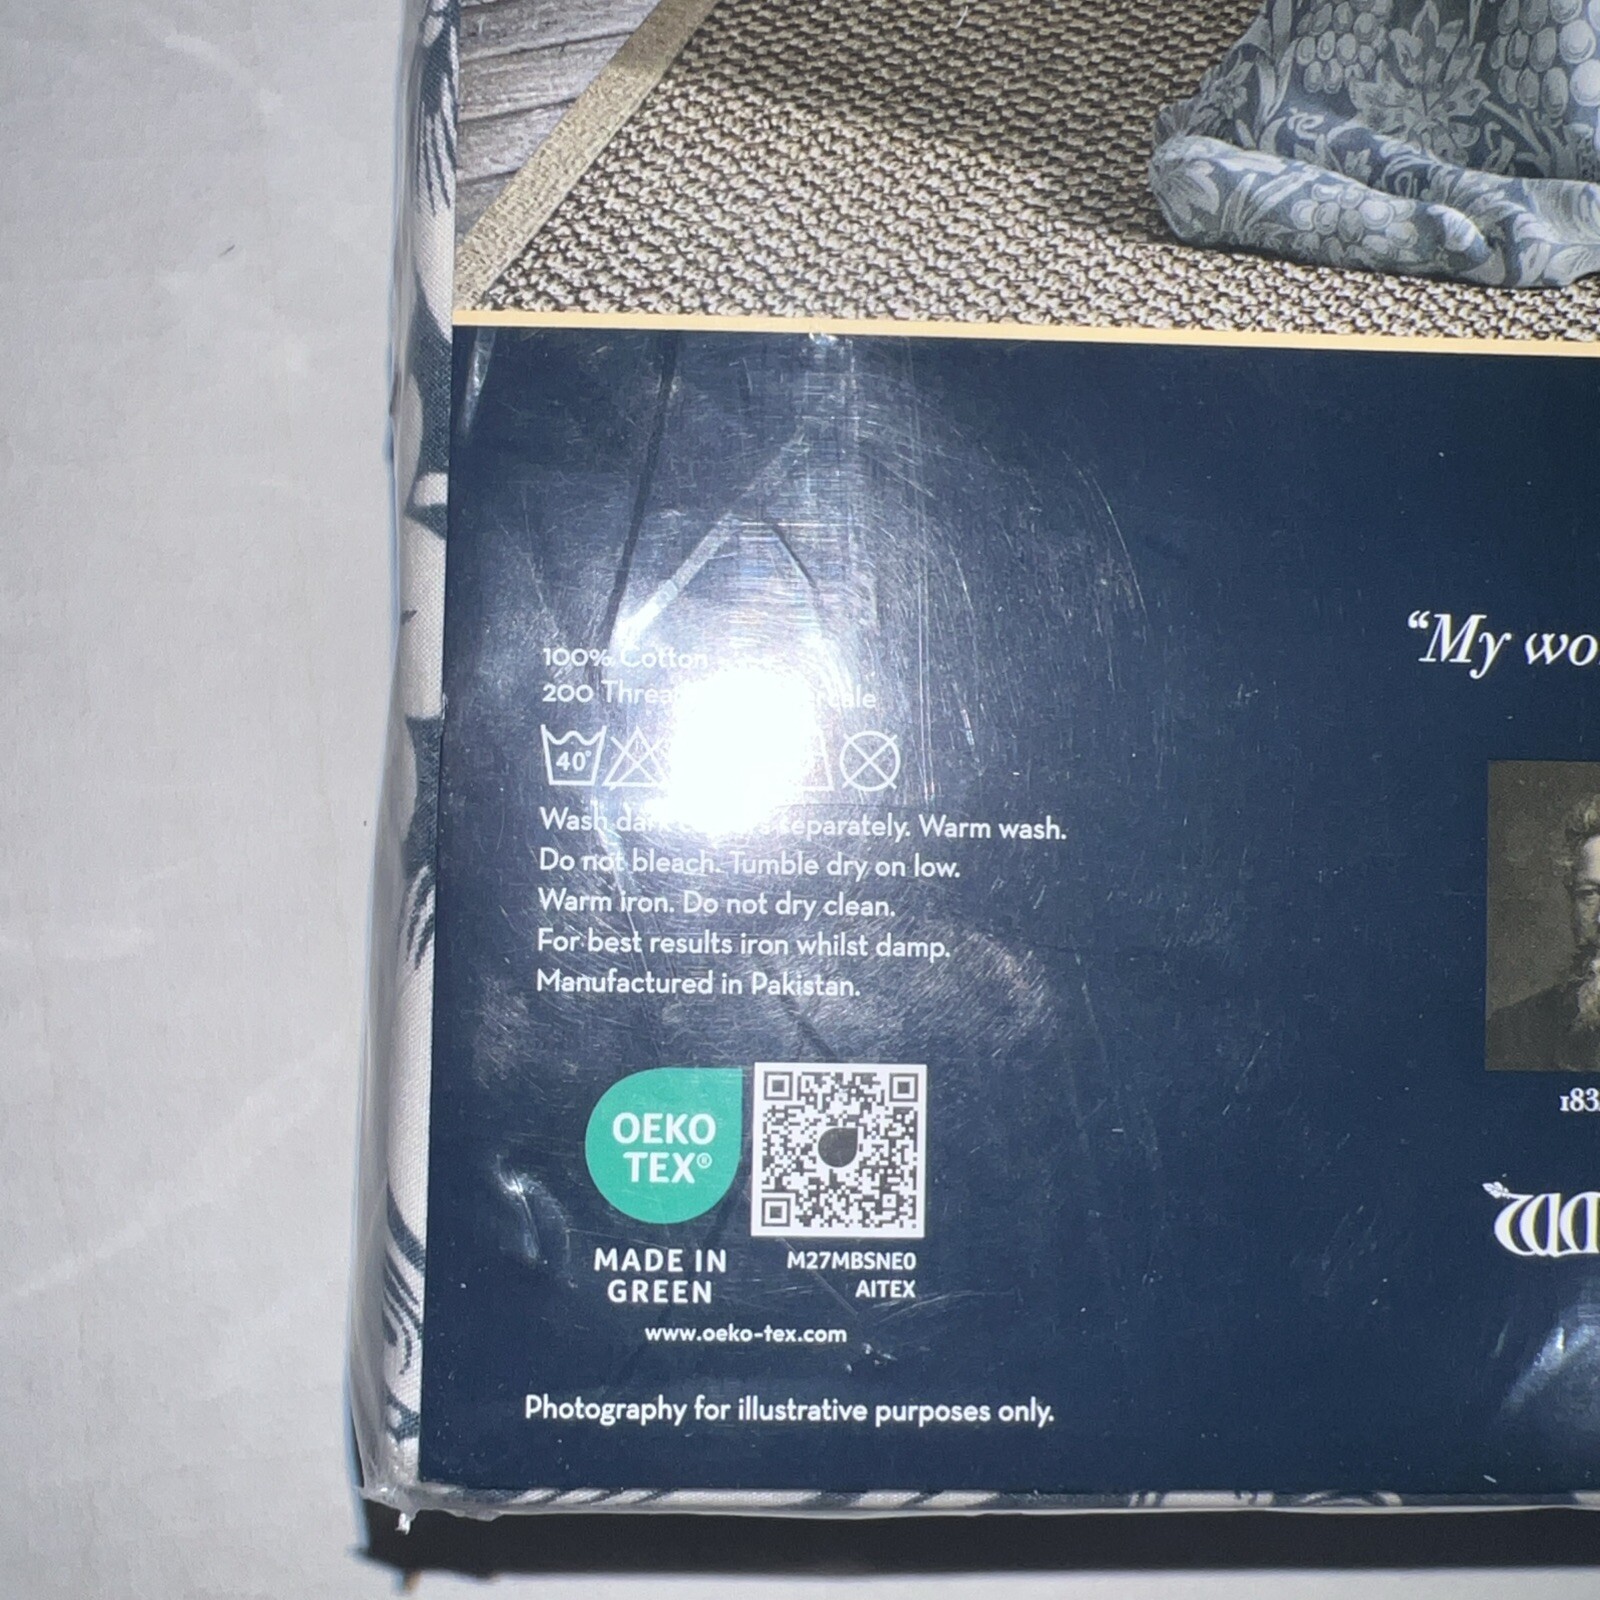 100% Cotton
200
40°
Wash separately. Warm wash.
Do not bleach. Tumble dry on low.
Warm iron. Do not dry clean.
For best results iron whilst damp.
Manufactured in Pakistan.
OEKO
TEX®
MADE IN
GREEN
M27MBSNE0
AITEX
www.oeko-tex.com
Photography for illustrative purposes only.
“My